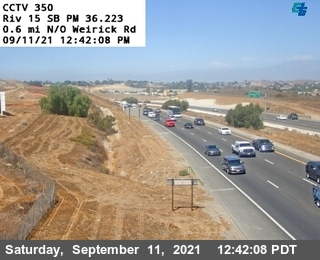 CCTV 350
Riv 15 SB PM 36.223
0.6 mi N/O Weirick Rd
09/11/21 12:42:08 PM
Saturday, September 11, 2021 12:42:08 PDT